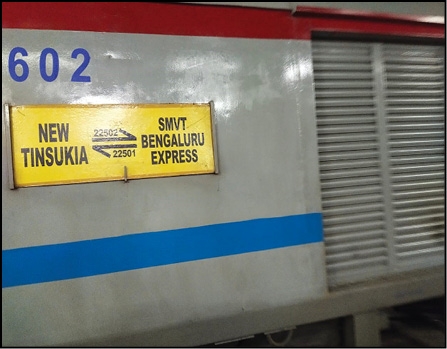 602
NEW
TINSUKIA
22502
22501
SMVT
BENGALURU
EXPRESS